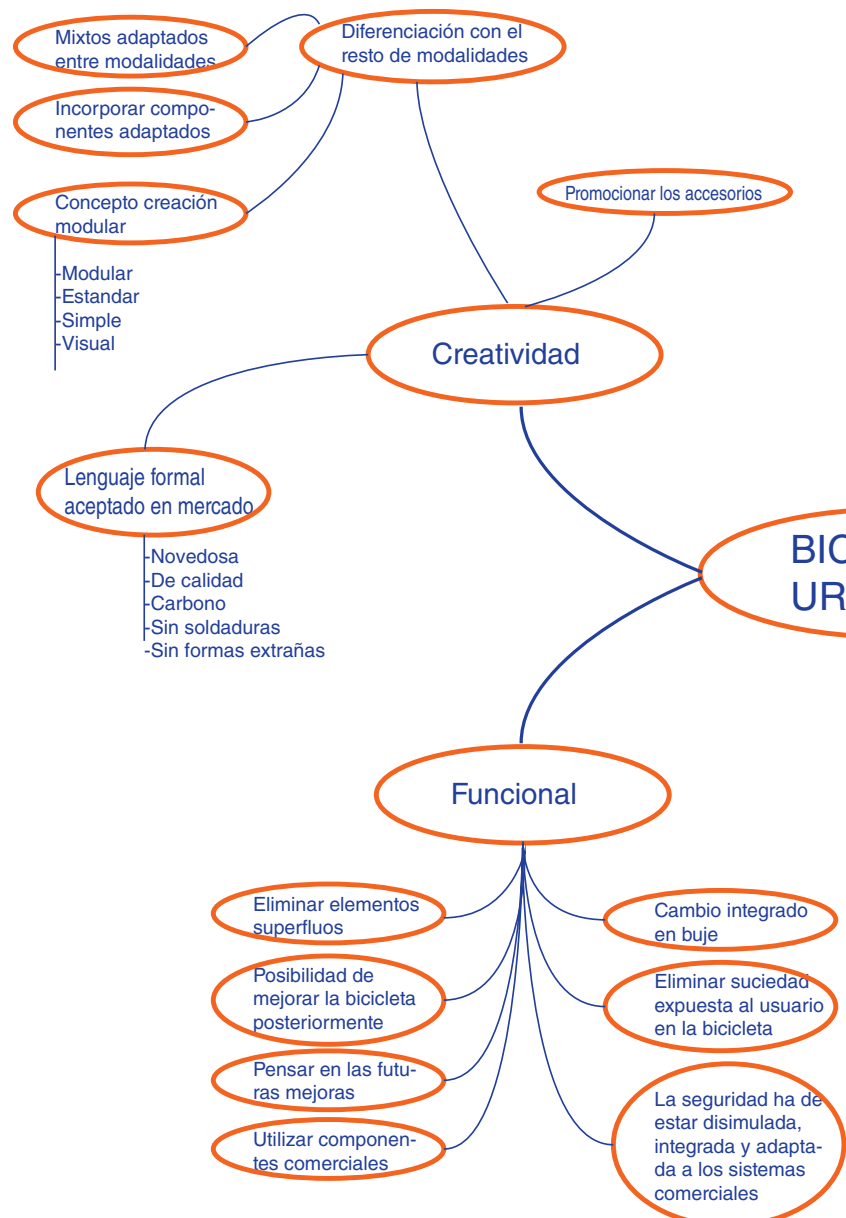 Mixtos adaptados
entre modalidades
Diferenciación con el
resto de modalidades
Incorporar compo-
nentes adaptados
Concepto creación
modular
-Modular
-Estandar
-Simple
-Visual
Promocionar los accesorios
Creatividad
Lenguaje formal
aceptado en mercado
-Novedosa
-De calidad
-Carbono
-Sin soldaduras
-Sin formas extrañas
BIC
UR
Funcional
Eliminar elementos
superfluos
Posibilidad de
mejorar la bicicleta
posteriormente
Pensar en las futu-
ras mejoras
Utilizar componen-
tes comerciales
Cambio integrado
en buje
Eliminar suciedad
expuesta al usuario
en la bicicleta
La seguridad ha de
estar disimulada,
integrada y adapta-
da a los sistemas
comerciales